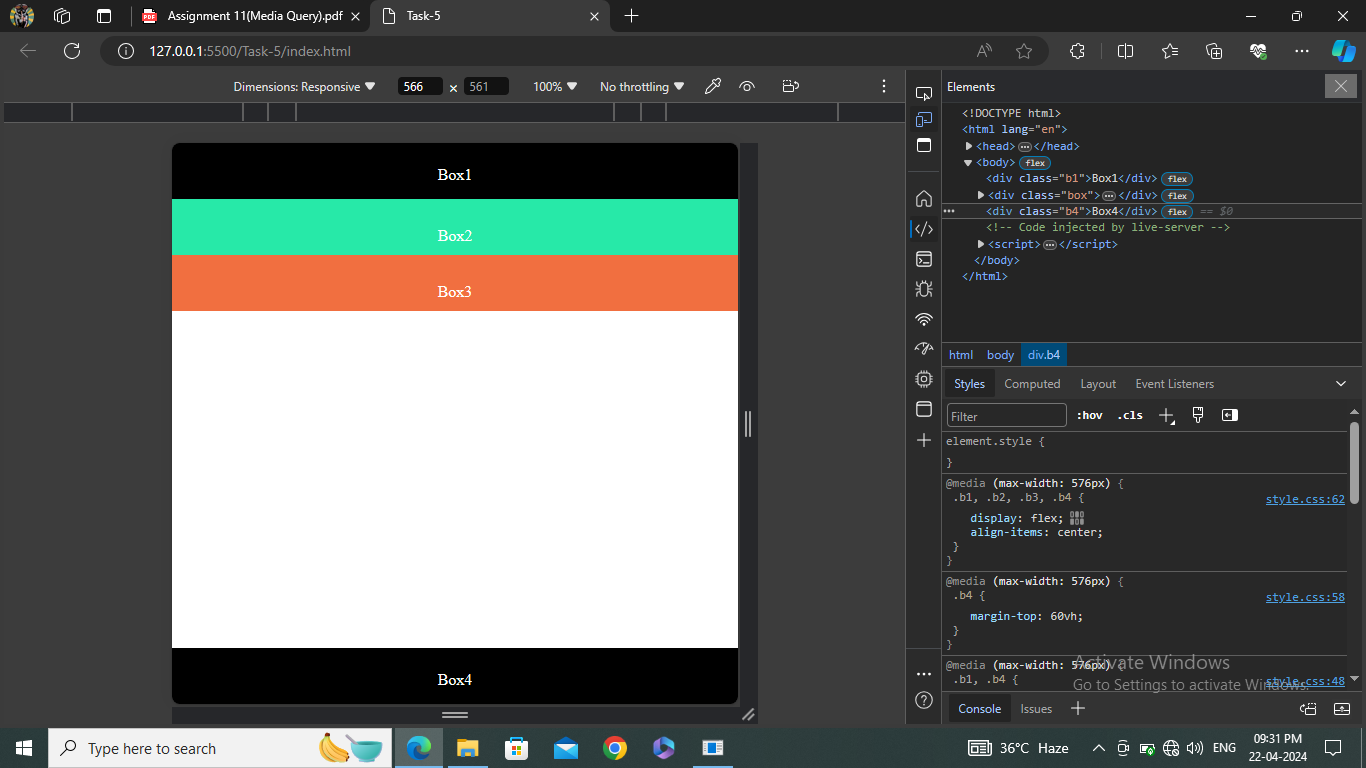 Assignment 11(Media Query).pdf
Task-5
127.0.0.1:5500/Task-5/index.html
Dimensions: Responsive 566 x 561 100% No throttling
Box1
Box2
Box3
Box4
Elements
<!DOCTYPE html>
<html lang="en">
<head> </head>
<body> flex
<div class="b1">Box1</div> flex
<div class="box"> </div> flex
<div class="b4">Box4</div> flex == $0
<!-- Code injected by live-server -->
<script> </script>
</body>
</html>
html body div.b4
Styles Computed Layout Event Listeners
Filter :hov .cls
element.style {
}
@media (max-width: 576px) {
.b1, .b2, .b3, .b4 { style.css:62
display: flex;
align-items: center;
}
}
@media (max-width: 576px) {
.b4 { style.css:58
margin-top: 60vh;
}
}
@media (max-width: 576px) {
.b1, .b4 { style.css:48
Activate Windows
Go to Settings to activate Windows.
Console Issues
Type here to search
36°C Haze
ENG
09:31 PM
22-04-2024